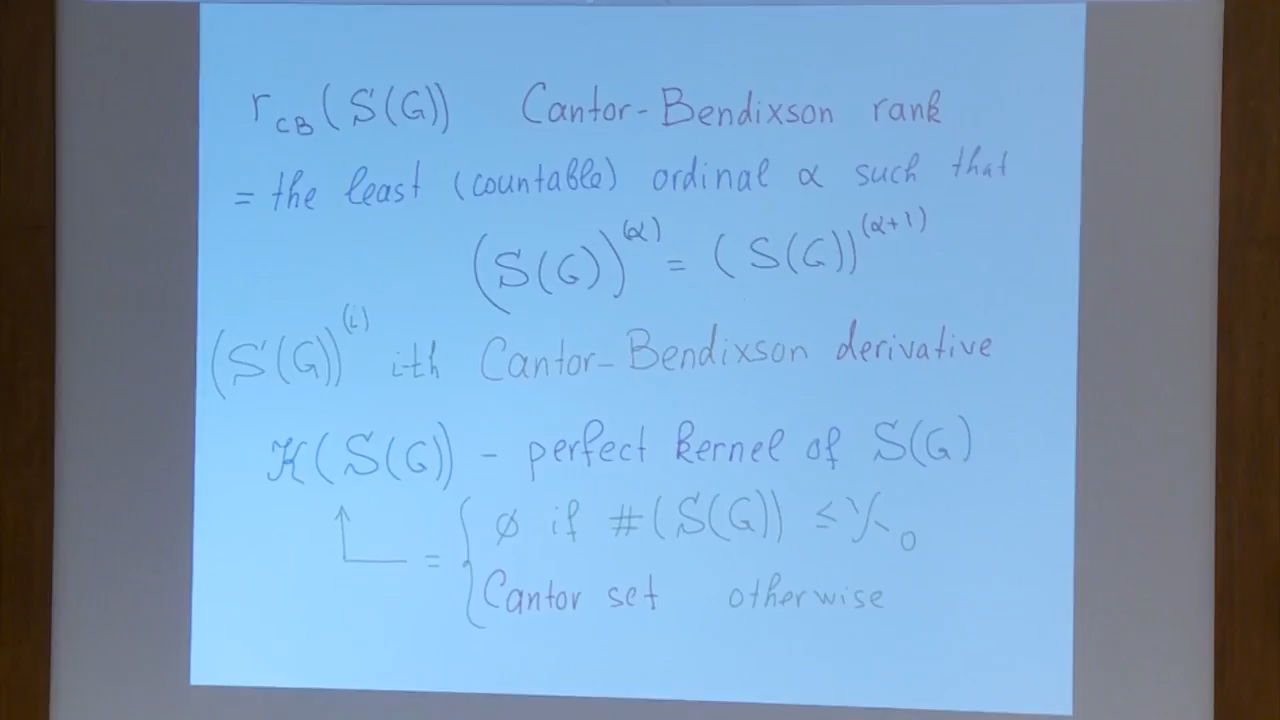 r_CB (S(G)) Cantor-Bendixson rank
= the least (countable) ordinal α such that
(S(G))^(α) = (S(G))^(α+1)
(S(G))^(i) i-th Cantor-Bendixson derivative
𝒦(S(G)) - perfect kernel of S(G)
= { ∅ if #(S(G)) ≤ ℵ₀
Cantor set otherwise